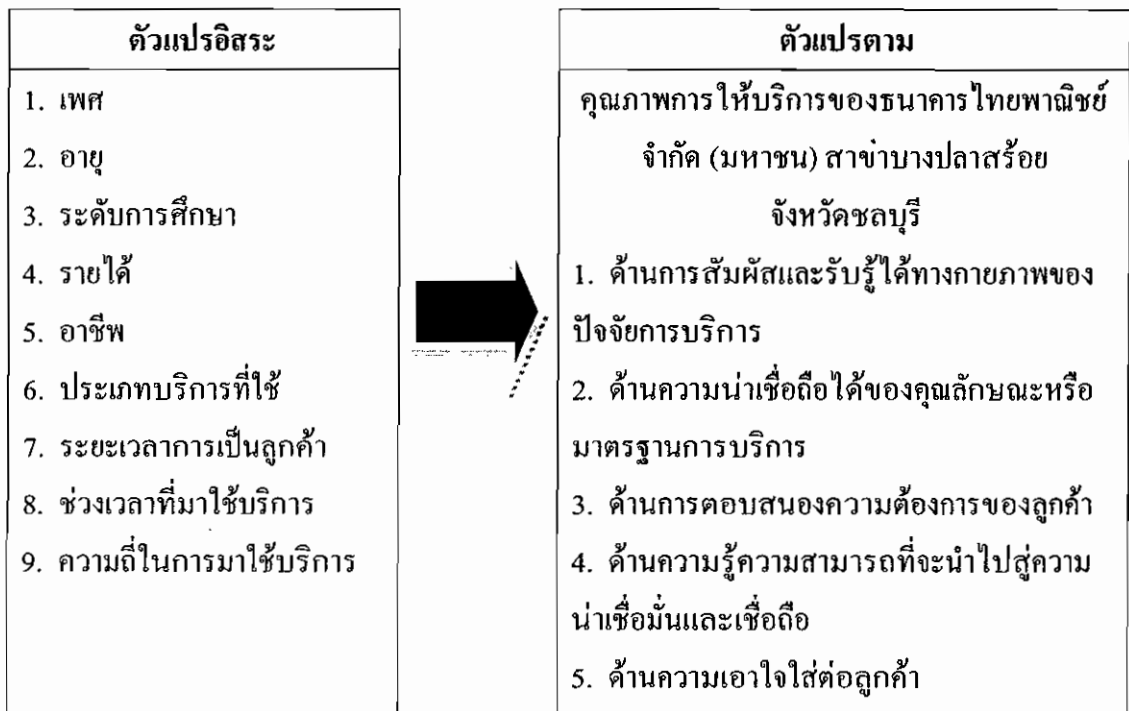 ตัวแปรอิสระ
1. เพศ
2. อายุ
3. ระดับการศึกษา
4. รายได้
5. อาชีพ
6. ประเภทบริการที่ใช้
7. ระยะเวลาการเป็นลูกค้า
8. ช่วงเวลาที่มาใช้บริการ
9. ความถี่ในการมาใช้บริการ
ตัวแปรตาม
คุณภาพการให้บริการของธนาคารไทยพาณิชย์
จำกัด (มหาชน) สาขาบางปลาสร้อย
จังหวัดชลบุรี
1. ด้านการสัมผัสและรับรู้ได้ทางกายภาพของ
ปัจจัยการบริการ
2. ด้านความน่าเชื่อถือได้ของคุณลักษณะหรือ
มาตรฐานการบริการ
3. ด้านการตอบสนองความต้องการของลูกค้า
4. ด้านความรู้ความสามารถที่จะนำไปสู่ความ
น่าเชื่อมั่นและเชื่อถือ
5. ด้านความเอาใจใส่ต่อลูกค้า